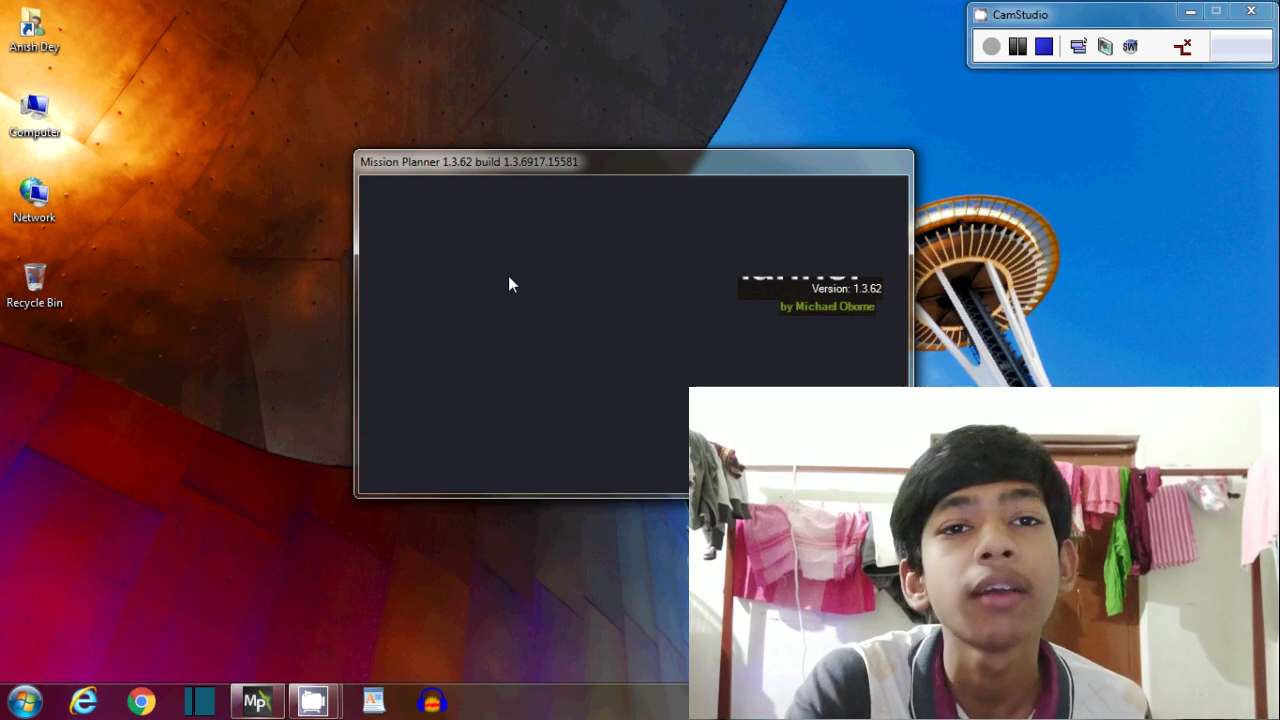 Anish Dey
Computer
Network
Recycle Bin
CamStudio
Mission Planner 1.3.62 build 1.3.6917.15581
Version: 1.3.62
by Michael Oborne
Mp